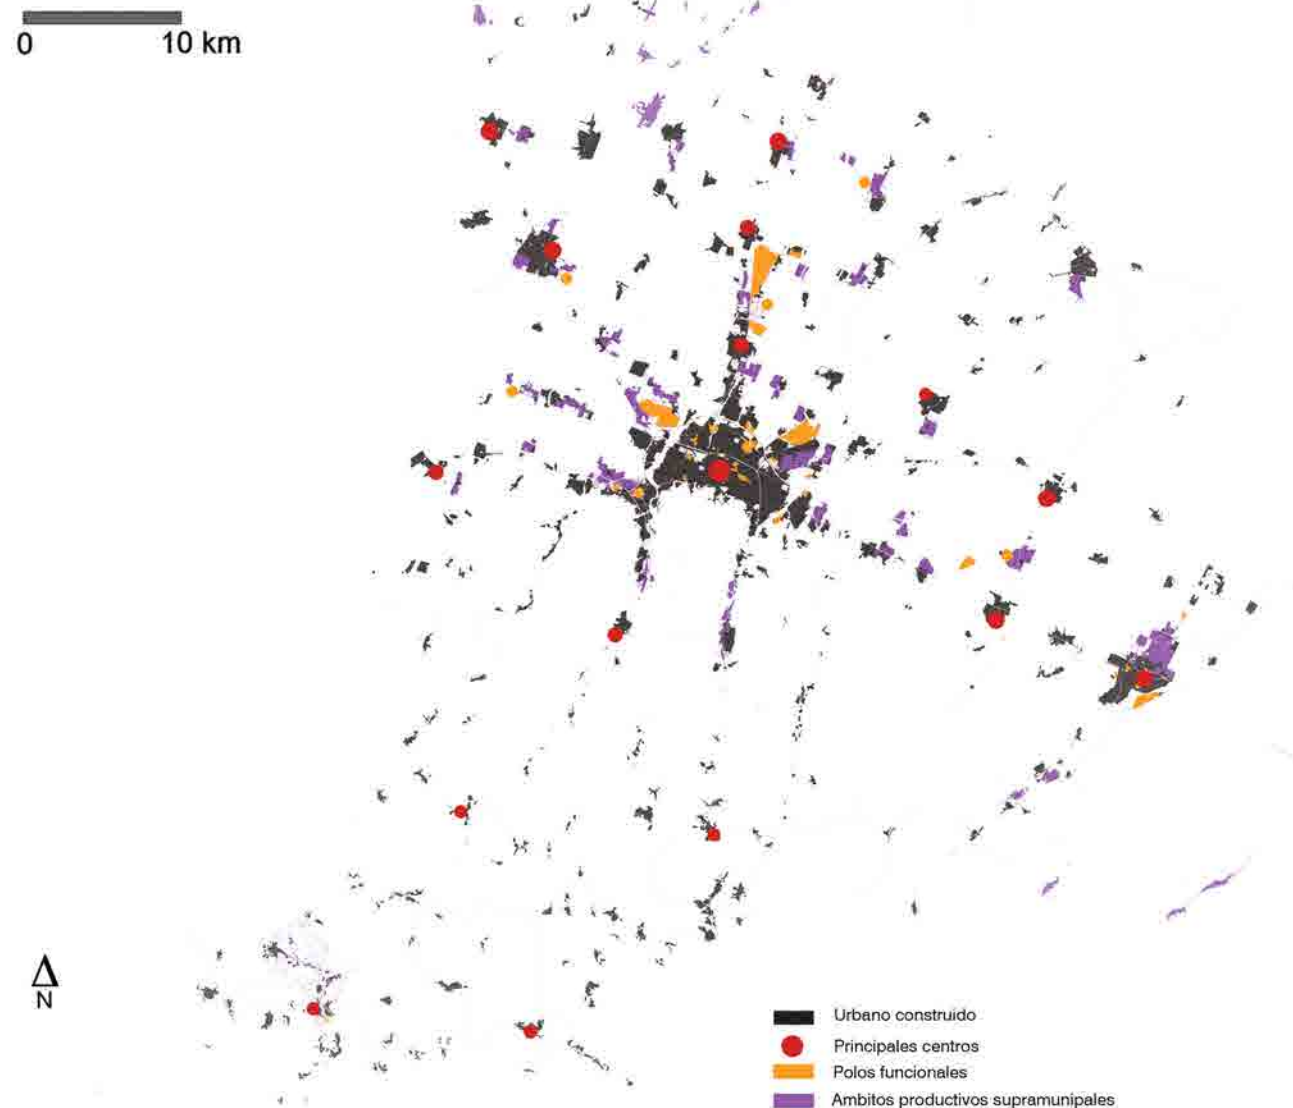 0 10 km
N
Urbano construido
Principales centros
Polos funcionales
Ambitos productivos supramunipales